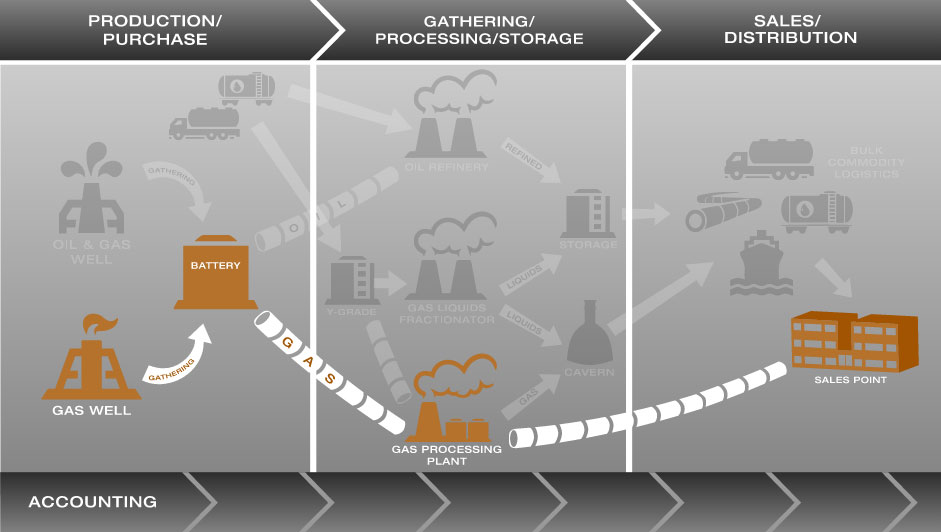 PRODUCTION/
PURCHASE
GATHERING/
PROCESSING/STORAGE
SALES/
DISTRIBUTION
OIL REFINERY
REFINED
BULK
COMMODITY
LOGISTICS
GATHERING
OIL & GAS
WELL
OIL
STORAGE
BATTERY
LIQUIDS
Y-GRADE
GAS LIQUIDS
FRACTIONATOR
LIQUIDS
CAVERN
GAS
GATHERING
GAS WELL
GAS
SALES POINT
GAS PROCESSING
PLANT
ACCOUNTING